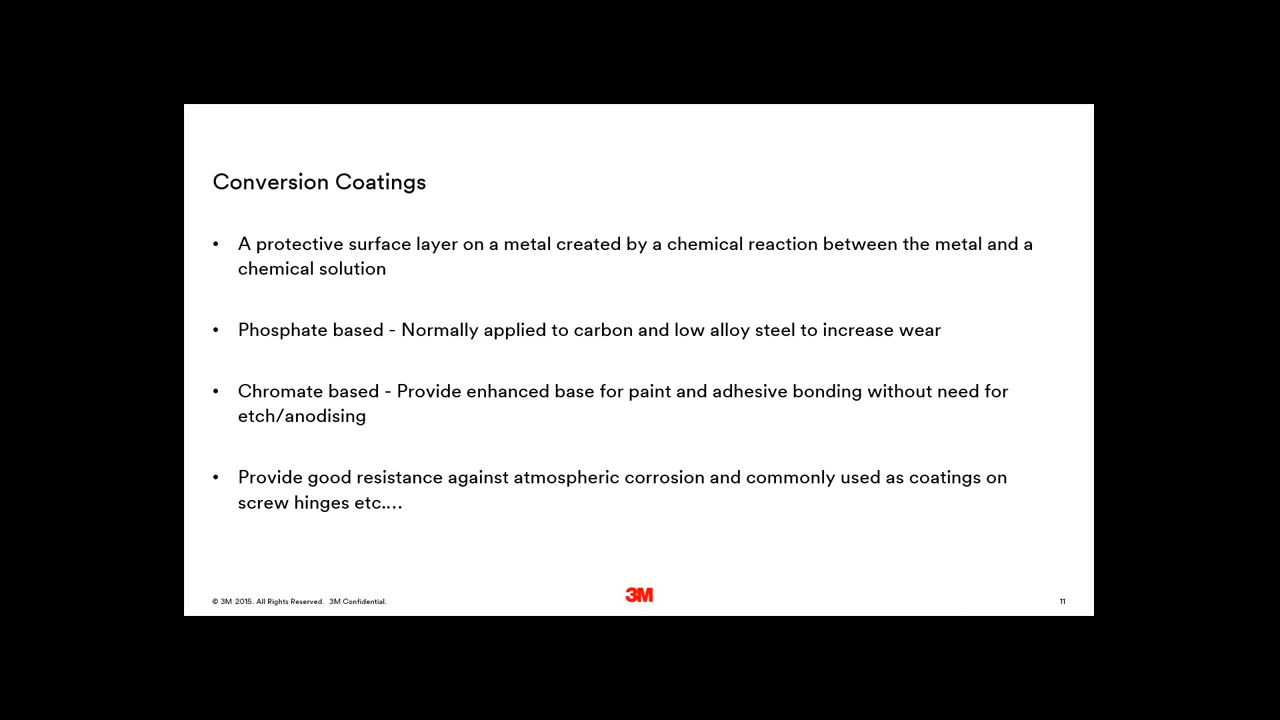 Conversion Coatings
• A protective surface layer on a metal created by a chemical reaction between the metal and a
chemical solution
• Phosphate based - Normally applied to carbon and low alloy steel to increase wear
• Chromate based - Provide enhanced base for paint and adhesive bonding without need for
etch/anodising
• Provide good resistance against atmospheric corrosion and commonly used as coatings on
screw hinges etc.…
© 3M 2015. All Rights Reserved. 3M Confidential.
3M
11